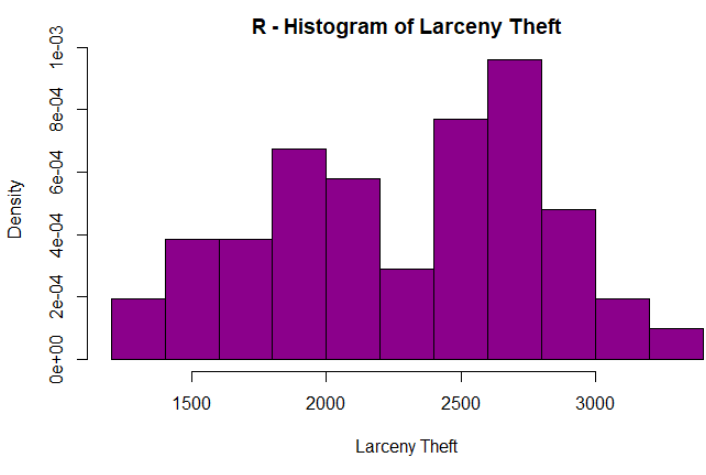 R - Histogram of Larceny Theft
1e-03
8e-04
6e-04
4e-04
2e-04
0e+00
Density
1500 2000 2500 3000
Larceny Theft